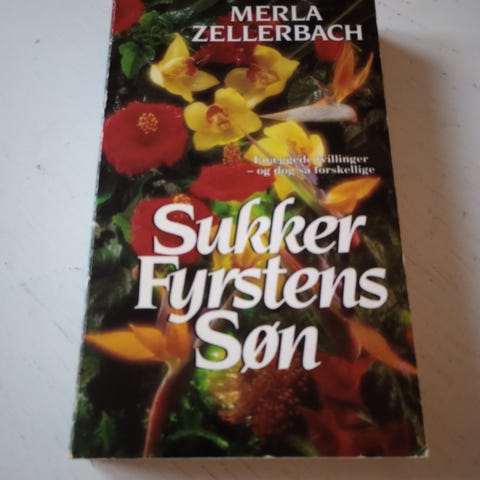 MERLA
ZELLERBACH
Enæggede tvillinger
– og dog så forskellige
Sukker
Fyrstens
Søn